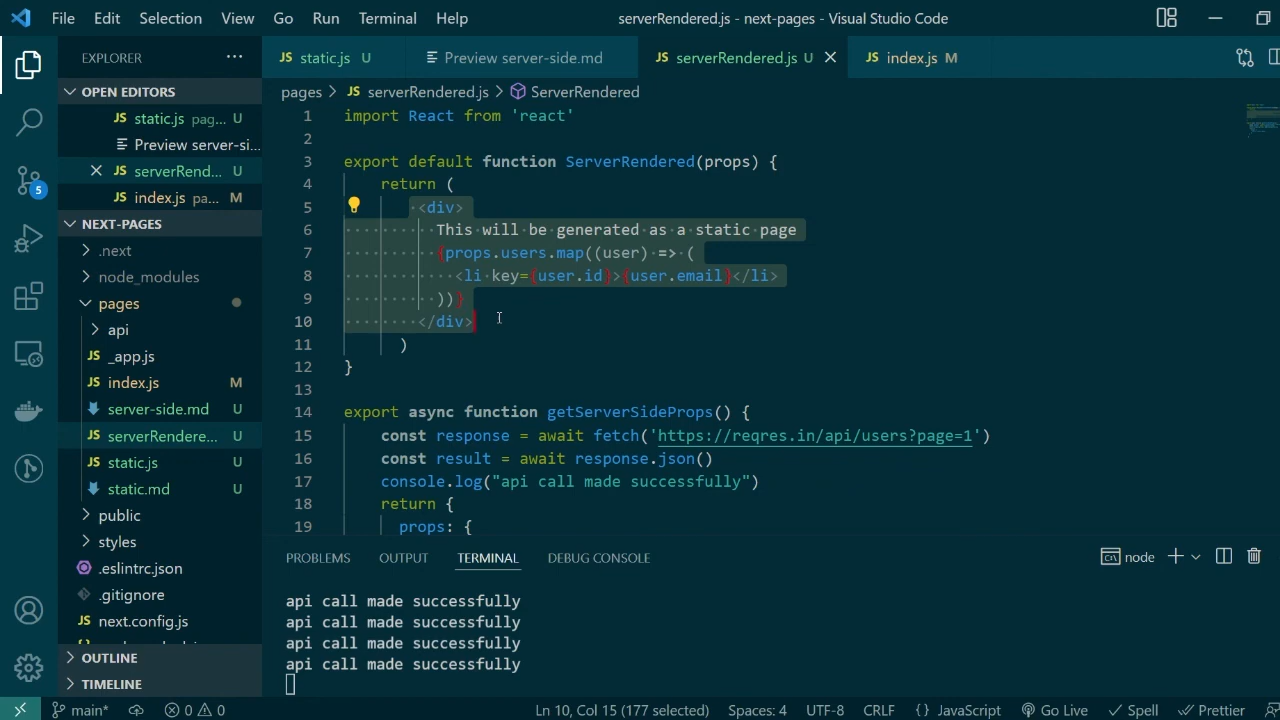 File Edit Selection View Go Run Terminal Help
serverRendered.js - next-pages - Visual Studio Code
EXPLORER
OPEN EDITORS
static.js pag... U
Preview server-si...
serverRend... U
index.js pa... M
NEXT-PAGES
.next
node_modules
pages
api
_app.js
index.js M
server-side.md U
serverRendere... U
static.js U
static.md U
public
styles
.eslintrc.json
.gitignore
next.config.js
OUTLINE
TIMELINE
5
JS static.js U
Preview server-side.md
JS serverRendered.js U
JS index.js M
pages > JS serverRendered.js > ServerRendered
1 import React from 'react'
2
3 export default function ServerRendered(props) {
4 return (
5 <div>
6 This will be generated as a static page
7 {props.users.map((user) => (
8 <li key={user.id}>{user.email}</li>
9 ))}
10 </div>
11 )
12 }
13
14 export async function getServerSideProps() {
15 const response = await fetch('https://reqres.in/api/users?page=1')
16 const result = await response.json()
17 console.log("api call made successfully")
18 return {
19 props: {
PROBLEMS OUTPUT TERMINAL DEBUG CONSOLE
node
api call made successfully
api call made successfully
api call made successfully
api call made successfully
main* 0 0 Ln 10, Col 15 (177 selected) Spaces: 4 UTF-8 CRLF {} JavaScript Go Live Spell Prettier